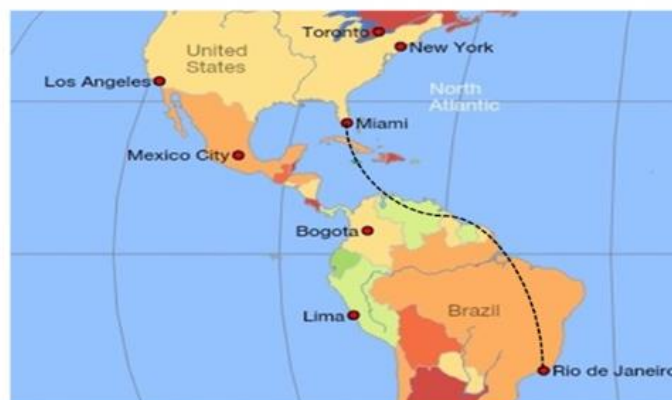 Toronto
New York
United
States
Los Angeles
North
Atlantic
Miami
Mexico City
Bogota
Brazil
Lima
Rio de Janeiro